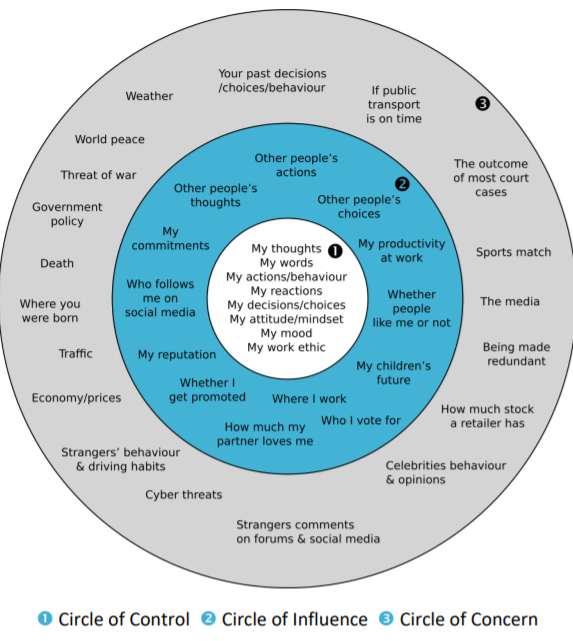 Your past decisions
/choices/behaviour
Weather
If public
transport
is on time
❸
World peace
The outcome
of most court
cases
Threat of war
Government
policy
Sports match
Death
Where you
were born
The media
Traffic
Being made
redundant
Economy/prices
How much stock
a retailer has
Strangers' behaviour
& driving habits
Celebrities behaviour
& opinions
Cyber threats
Strangers comments
on forums & social media
Other people's
actions
❷
Other people's
thoughts
Other people's
choices
My
commitments
My productivity
at work
Who follows
me on
social media
Whether
people
like me or not
My reputation
My children's
future
Whether I
get promoted
Where I work
Who I vote for
How much my
partner loves me
My thoughts ❶
My words
My actions/behaviour
My reactions
My decisions/choices
My attitude/mindset
My mood
My work ethic
❶ Circle of Control ❷ Circle of Influence ❸ Circle of Concern